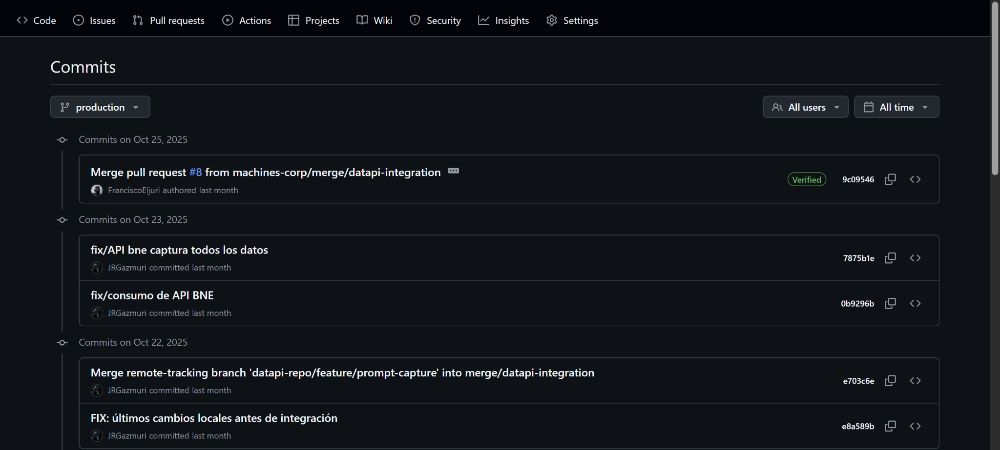 Code Issues Pull requests Actions Projects Wiki Security Insights Settings
Commits
production All users All time
Commits on Oct 25, 2025
Merge pull request #8 from machines-corp/merge/datapi-integration
FranciscoEljuri authored last month
Verified 9c09546
Commits on Oct 23, 2025
fix/API bne captura todos los datos
JRGazmuri committed last month
7875b1e
fix/consumo de API BNE
JRGazmuri committed last month
0b9296b
Commits on Oct 22, 2025
Merge remote-tracking branch 'datapi-repo/feature/prompt-capture' into merge/datapi-integration
JRGazmuri committed last month
e703c6e
FIX: últimos cambios locales antes de integración
JRGazmuri committed last month
e8a589b